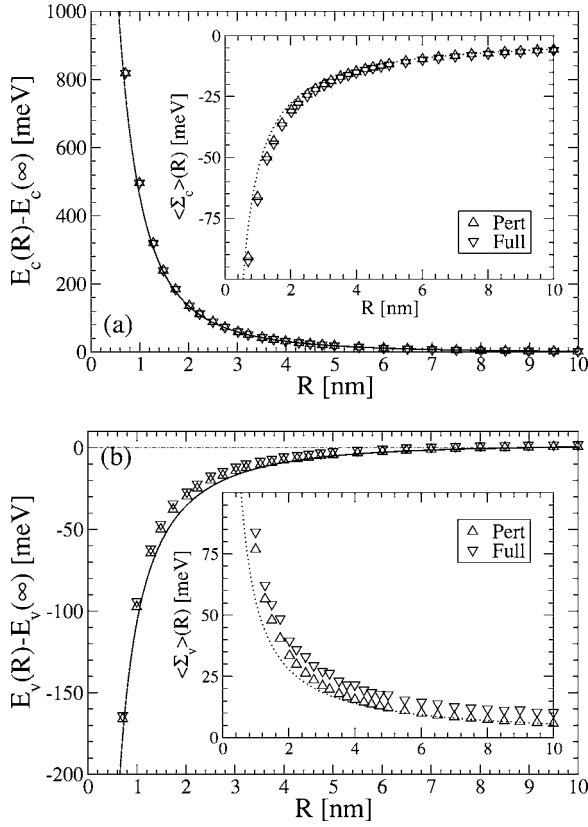 1000
800
600
400
200
0
E_c(R)-E_c(∞) [meV]
(a)
0
-25
-50
-75
<Σ_c>(R) [meV]
Pert
Full
0 2 4 6 8 10
R [nm]
0 1 2 3 4 5 6 7 8 9 10
R [nm]
0
-50
-100
-150
-200
E_v(R)-E_v(∞) [meV]
(b)
75
50
25
0
<Σ_v>(R) [meV]
Pert
Full
0 2 4 6 8 10
R [nm]
0 1 2 3 4 5 6 7 8 9 10
R [nm]